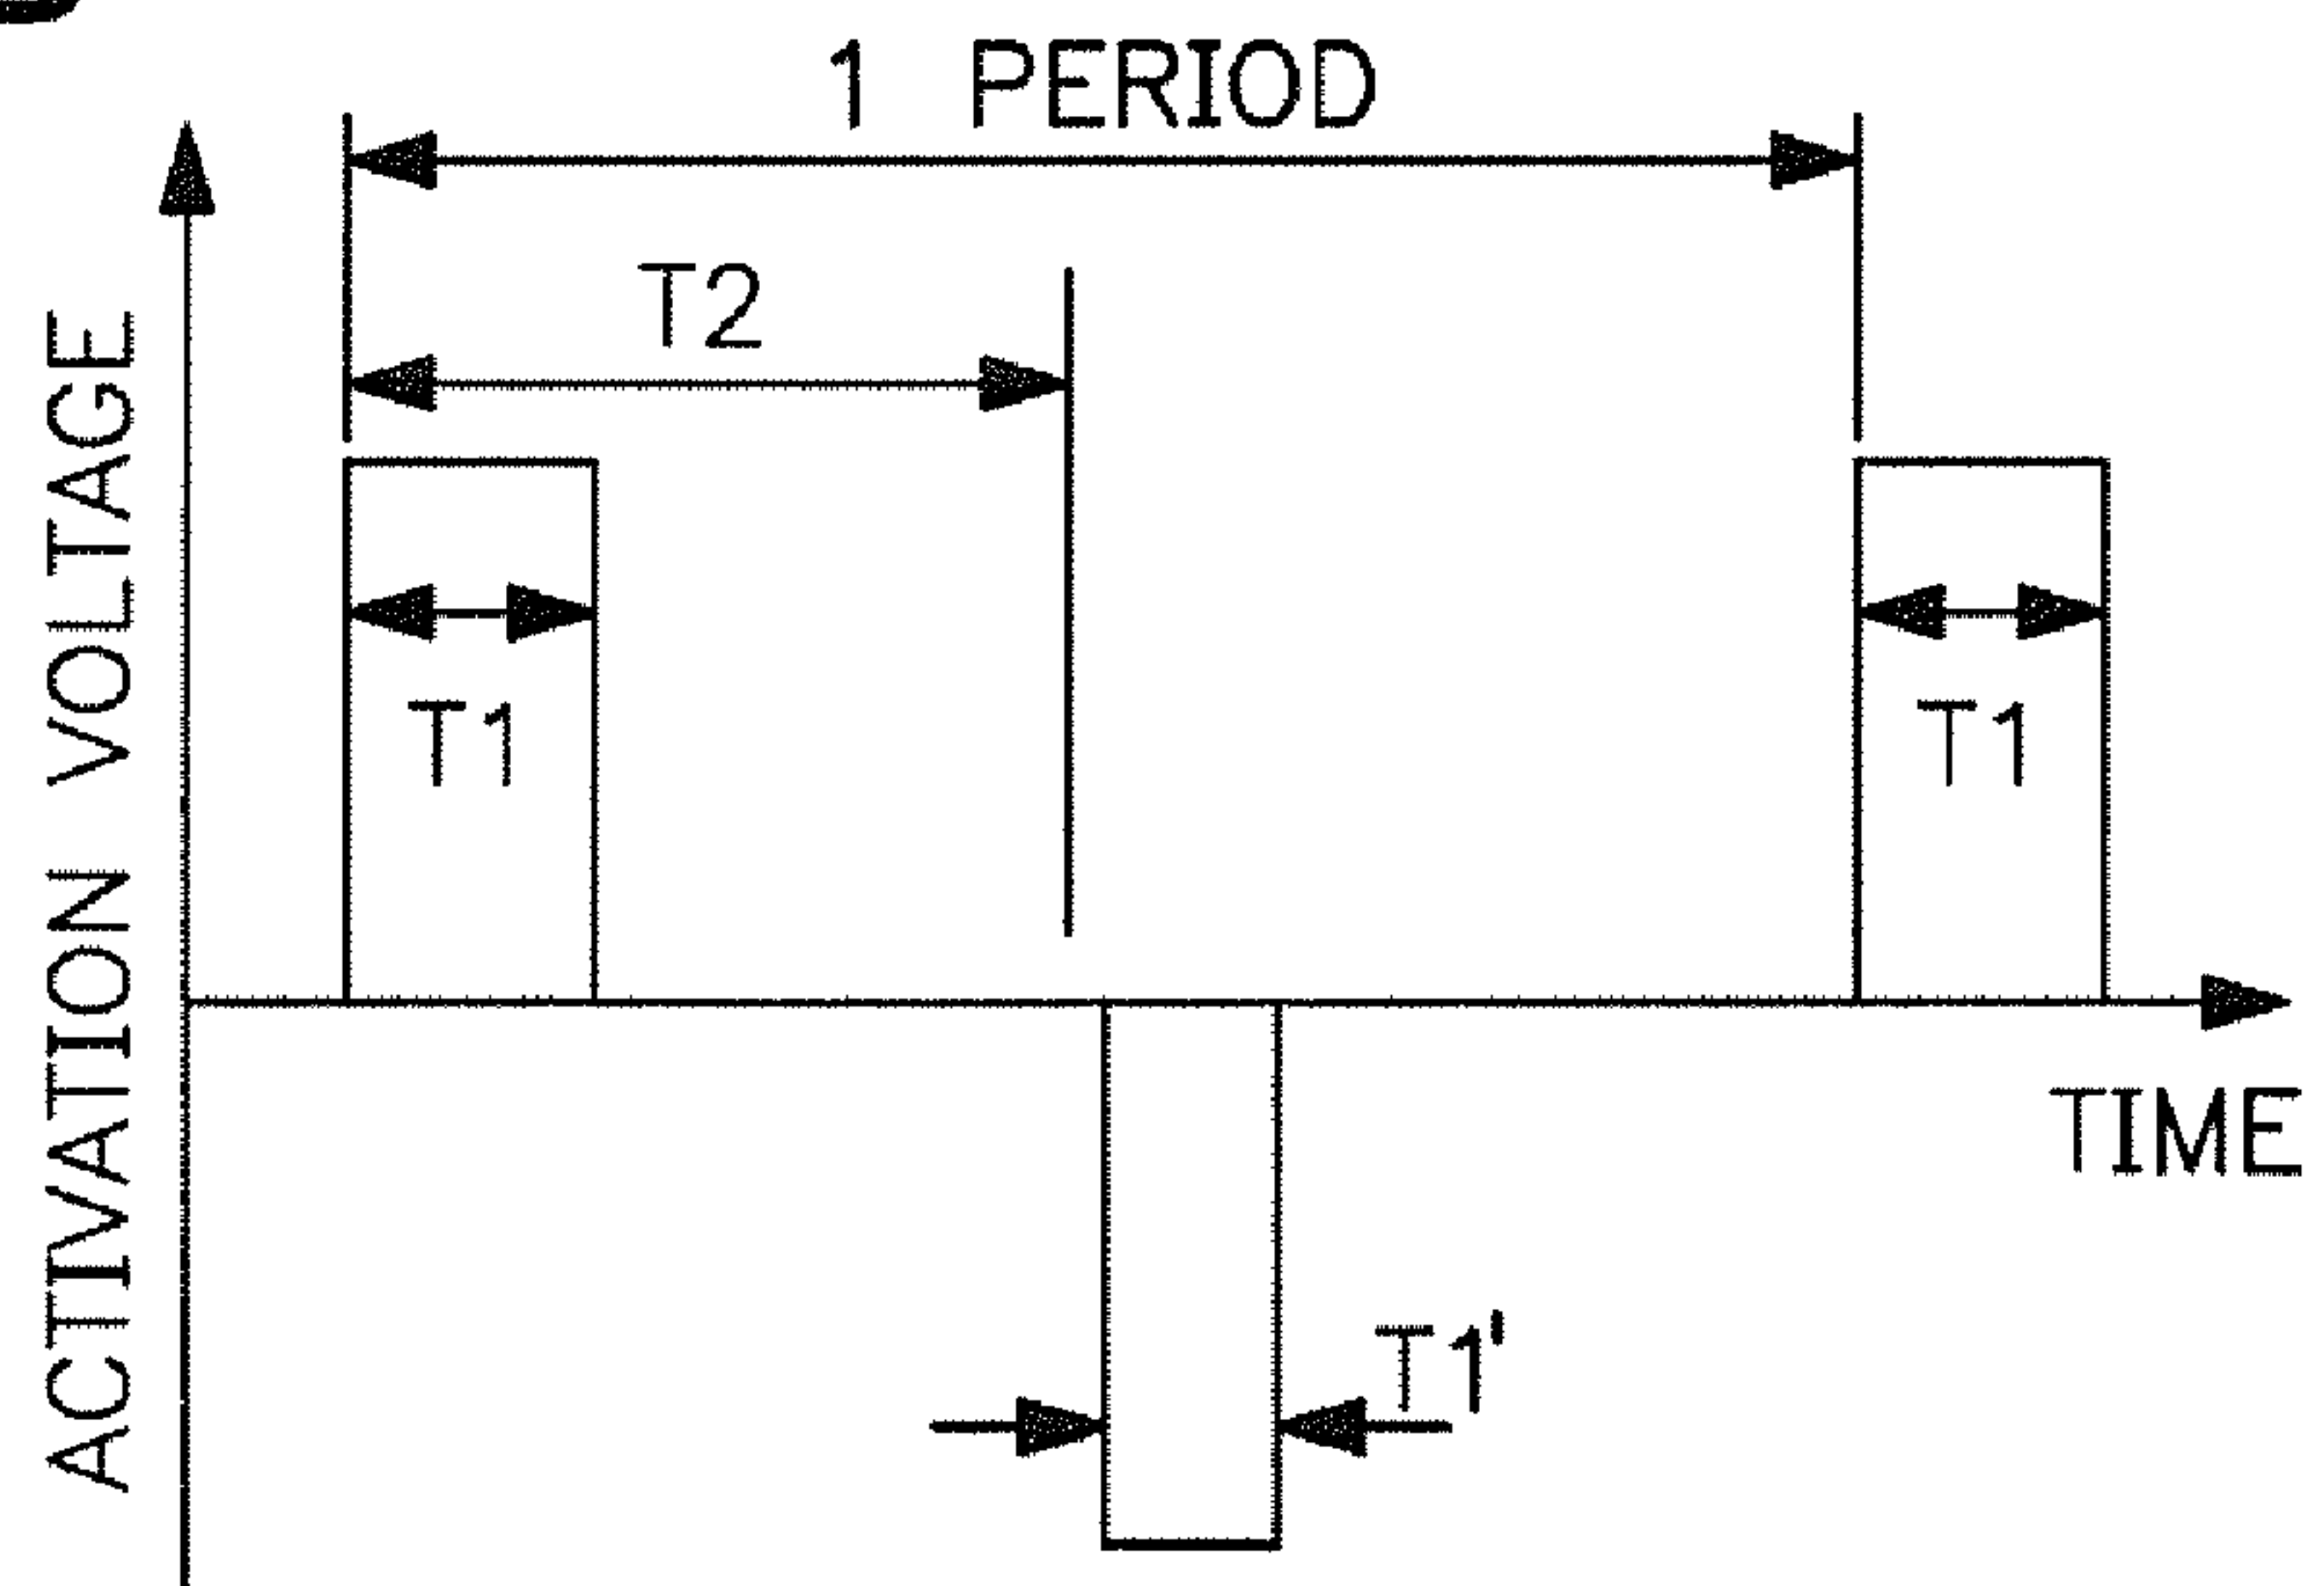 1 PERIOD
T2
T1
T1
ACTIVATION VOLTAGE
TIME
T1'